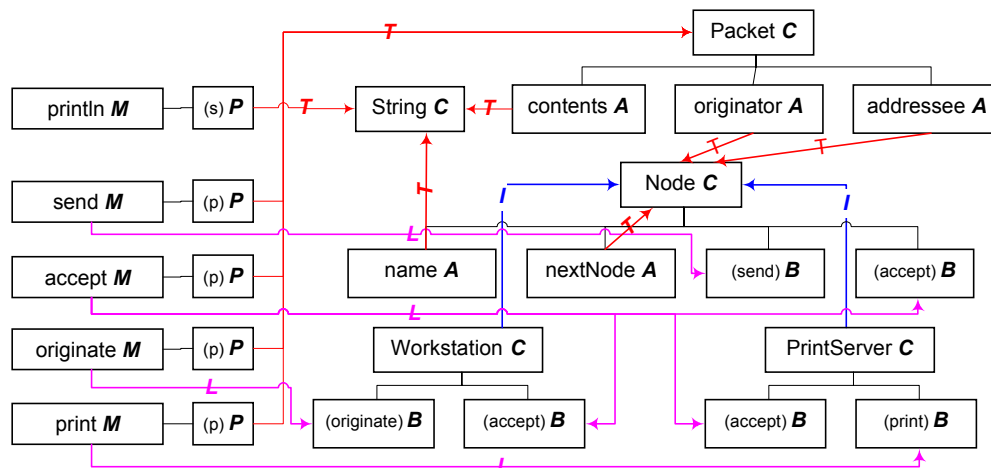 T
Packet C
println M
(s) P
T
String C
T
contents A
originator A
addressee A
T
T
send M
(p) P
I
Node C
I
T
L
T
accept M
(p) P
name A
nextNode A
(send) B
(accept) B
L
originate M
(p) P
Workstation C
PrintServer C
L
print M
(p) P
(originate) B
(accept) B
(accept) B
(print) B
L